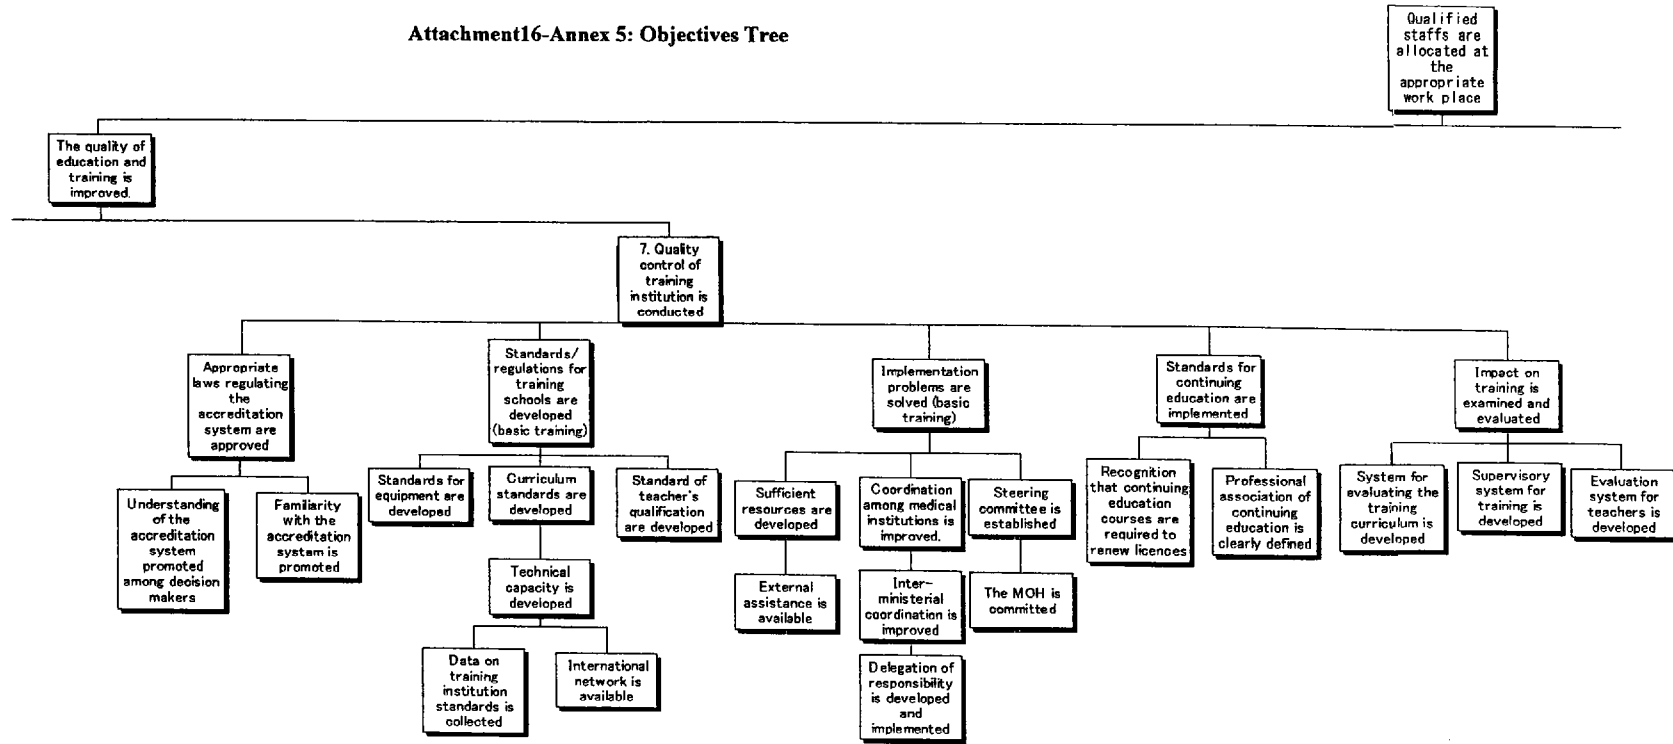 Attachment16-Annex 5: Objectives Tree
Qualified
staffs are
allocated at
the
appropriate
work place
The quality of
education and
training is
improved.
7. Quality
control of
training
institution is
conducted
Appropriate
laws regulating
the
accreditation
system are
approved
Standards/
regulations for
training
schools are
developed
(basic training)
Implementation
problems are
solved (basic
training)
Standards for
continuing
education are
implemented
Impact on
training is
examined and
evaluated
Understanding
of the
accreditation
system
promoted
among decision
makers
Familiarity
with the
accreditation
system is
promoted
Standards for
equipment are
developed
Curriculum
standards are
developed
Standard of
teacher's
qualification
are developed
Sufficient
resources are
developed
Coordination
among medical
institutions is
improved.
Steering
committee is
established
Recognition
that continuing
education
courses are
required to
renew licences
Professional
association of
continuing
education is
clearly defined
System for
evaluating the
training
curriculum is
developed
Supervisory
system for
training is
developed
Evaluation
system for
teachers is
developed
Technical
capacity is
developed
External
assistance is
available
Inter-
ministerial
coordination is
improved
The MOH is
committed
Data on
training
institution
standards is
collected
International
network is
available
Delegation of
responsibility
is developed
and
implemented